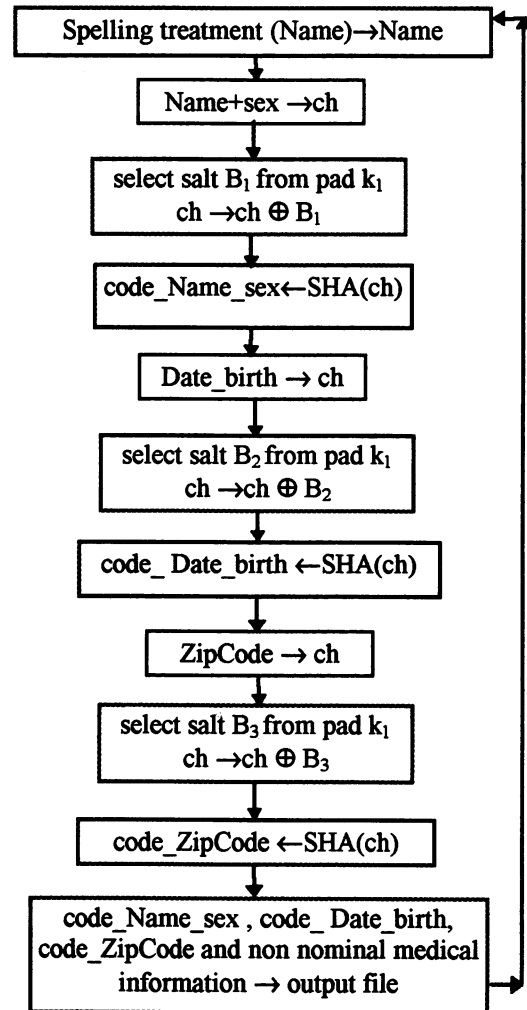 Spelling treatment (Name)→Name
Name+sex →ch
select salt B₁ from pad k₁
ch →ch ⊕ B₁
code_Name_sex←SHA(ch)
Date_birth → ch
select salt B₂ from pad k₁
ch →ch ⊕ B₂
code_ Date_birth ←SHA(ch)
ZipCode → ch
select salt B₃ from pad k₁
ch →ch ⊕ B₃
code_ZipCode ←SHA(ch)
code_Name_sex , code_ Date_birth,
code_ZipCode and non nominal medical
information → output file